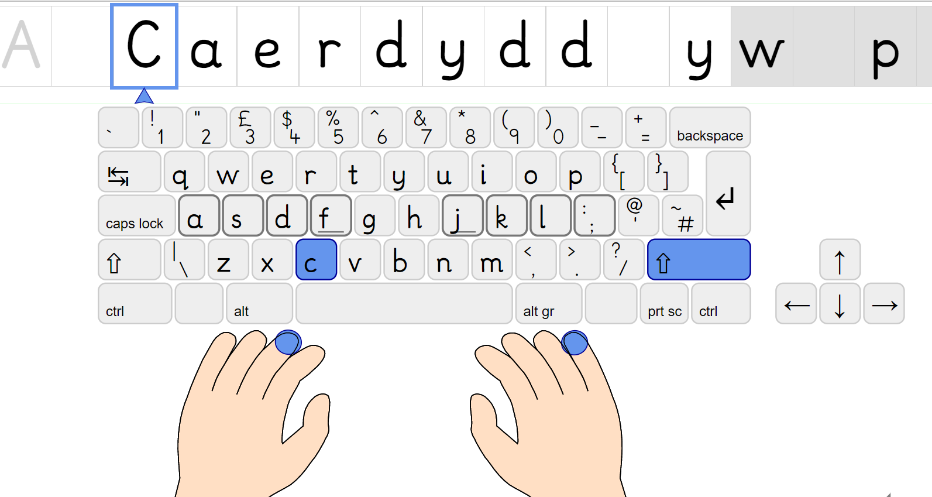 A Caerdydd yw p
` ! 1 " 2 £ 3 $ 4 % 5 ^ 6 & 7 * 8 ( 9 ) 0 _ - + = backspace
↹ q w e r t y u i o p { [ } ] ↵
caps lock a s d f g h j k l : ; @ ' ~ #
⇧ | \ z x c v b n m < , > . ? / ⇧ ↑
ctrl alt alt gr prt sc ctrl ← ↓ →